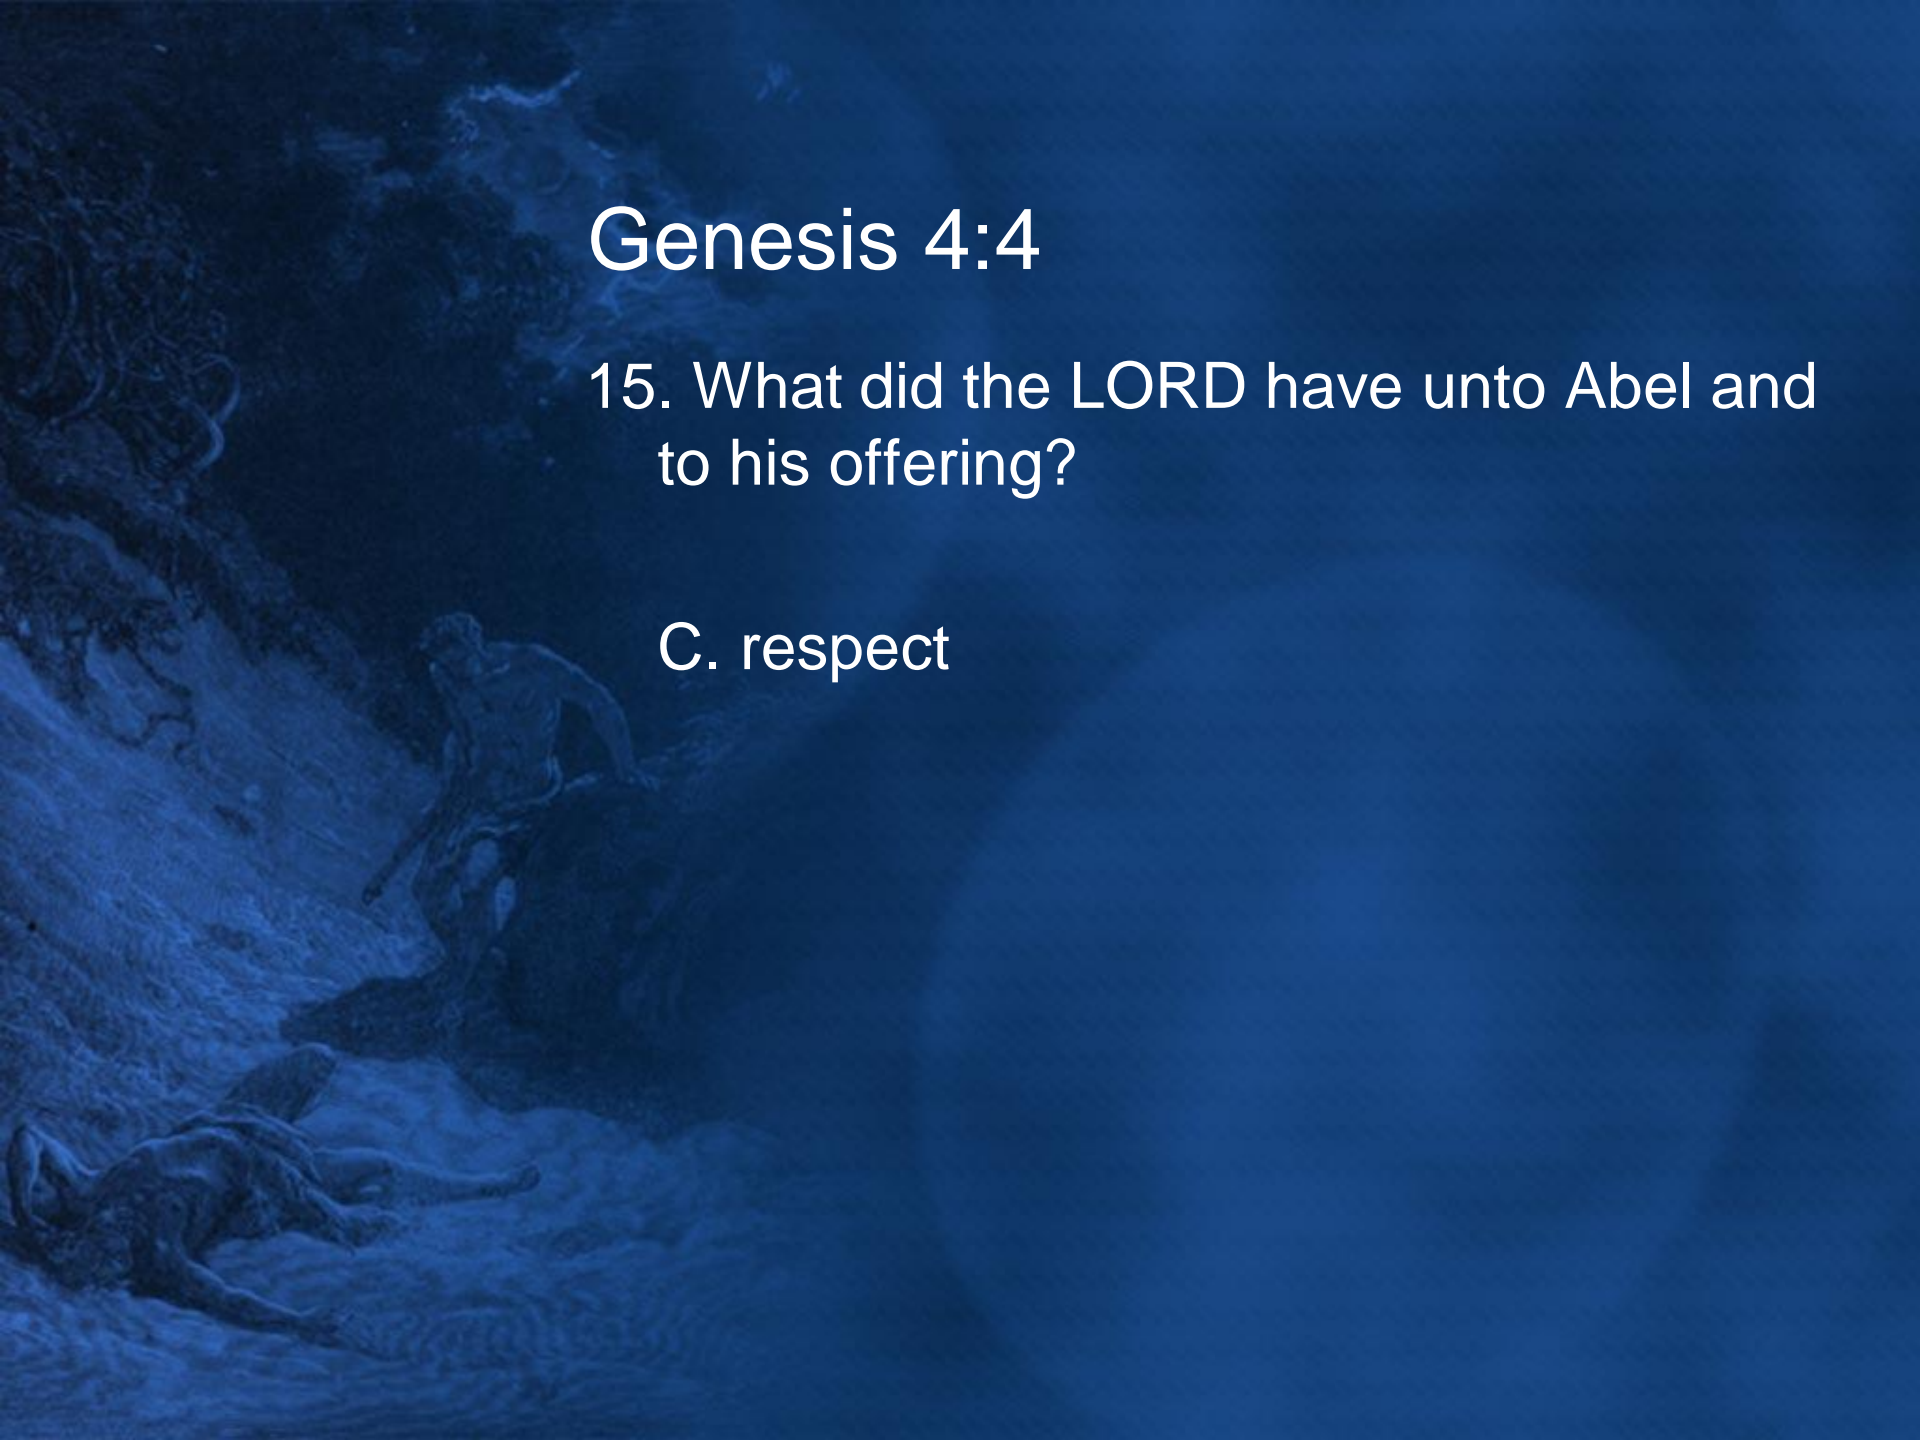 Genesis 4:4
15. What did the LORD have unto Abel and
to his offering?
C. respect